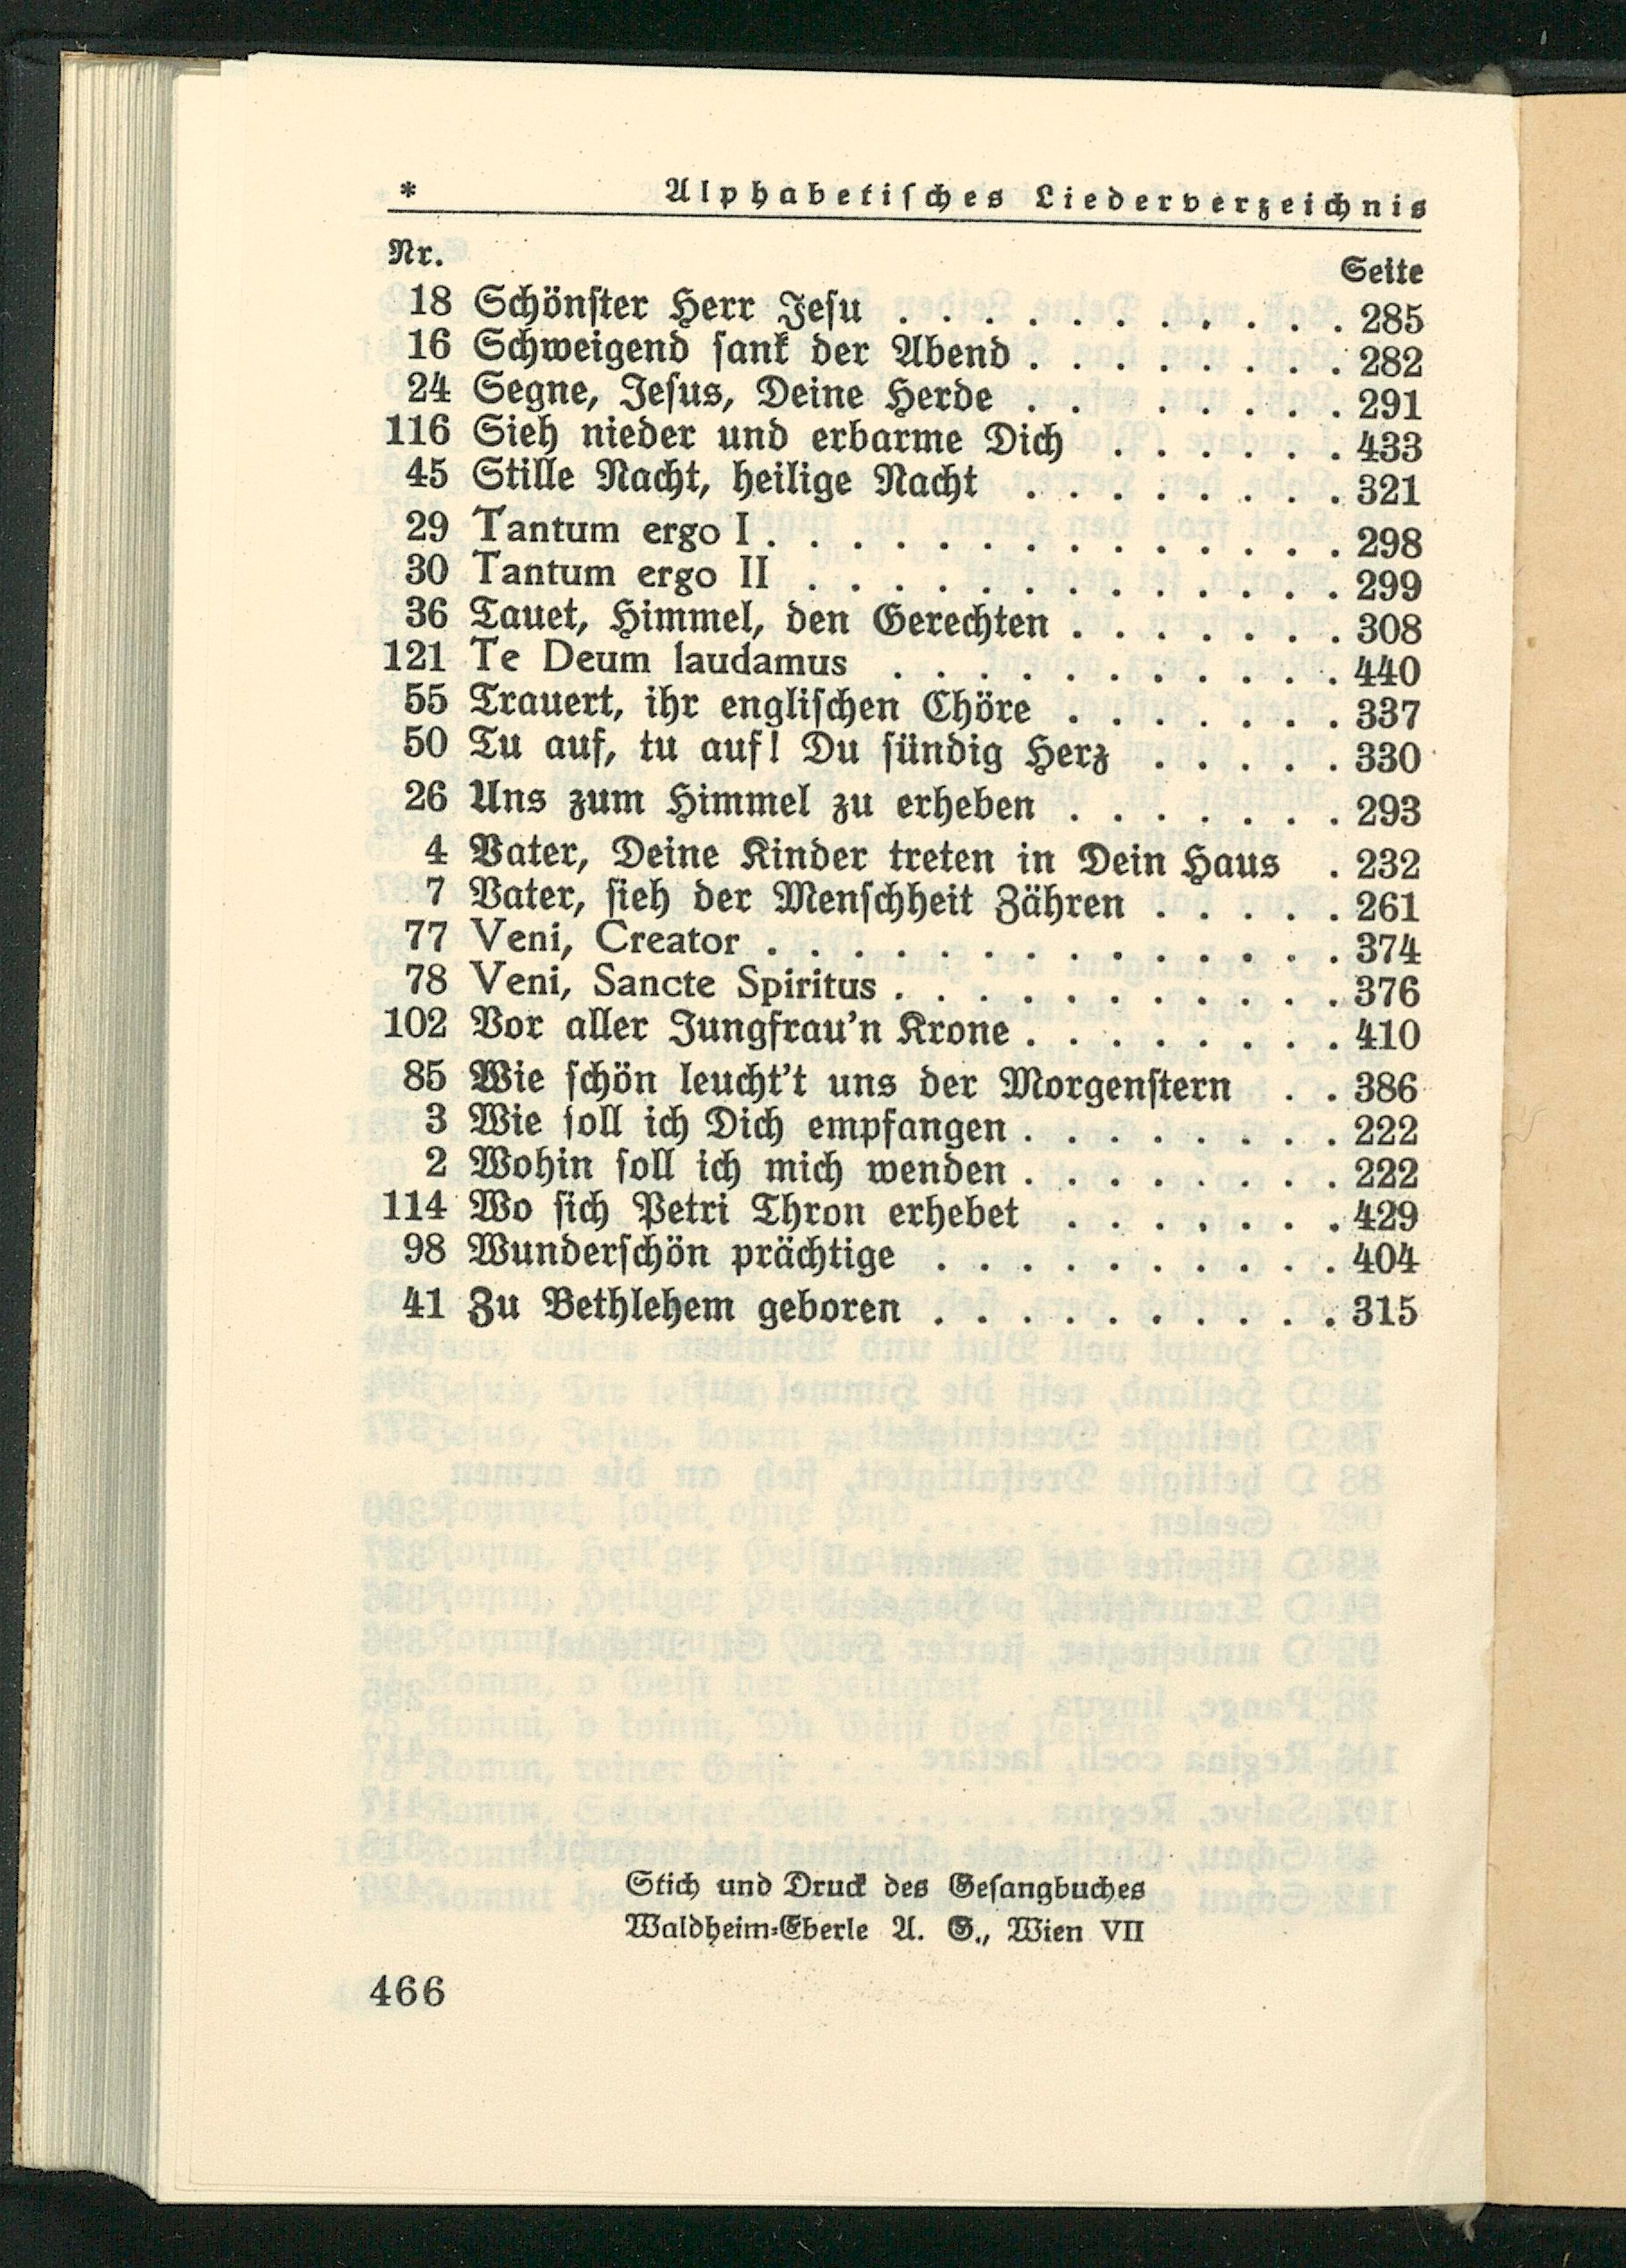 * Alphabetisches Liederverzeichnis
Nr. Seite
18 Schönster Herr Jesu . . . . . . . . . . . 285
16 Schweigend sank der Abend . . . . . . . . 282
24 Segne, Jesus, Deine Herde . . . . . . . 291
116 Sieh nieder und erbarme Dich . . . . . . 433
45 Stille Nacht, heilige Nacht . . . . . . . . 321
29 Tantum ergo I . . . . . . . . . . . . . . 298
30 Tantum ergo II . . . . . . . . . . . . . 299
36 Tauet, Himmel, den Gerechten . . . . . . . 308
121 Te Deum laudamus . . . . . . . . . . . 440
55 Trauert, ihr englischen Chöre . . . . . . . 337
50 Tu auf, tu auf! Du sündig Herz . . . . . 330
26 Uns zum Himmel zu erheben . . . . . . . 293
4 Vater, Deine Kinder treten in Dein Haus . 232
7 Vater, sieh der Menschheit Zähren . . . . . 261
77 Veni, Creator . . . . . . . . . . . . . . 374
78 Veni, Sancte Spiritus . . . . . . . . . . . 376
102 Vor aller Jungfrau'n Krone . . . . . . . . 410
85 Wie schön leucht't uns der Morgenstern . . 386
3 Wie soll ich Dich empfangen . . . . . . . . 222
2 Wohin soll ich mich wenden . . . . . . . . 222
114 Wo sich Petri Thron erhebet . . . . . . . 429
98 Wunderschön prächtige . . . . . . . . . . 404
41 Zu Bethlehem geboren . . . . . . . . . . 315
Stich und Druck des Gesangbuches
Waldheim-Eberle A. G., Wien VII
466